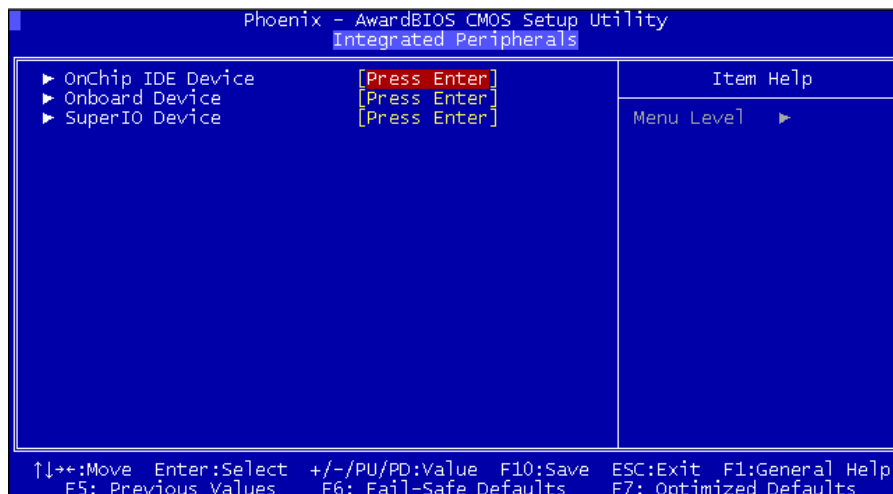 Phoenix - AwardBIOS CMOS Setup Utility
Integrated Peripherals
► OnChip IDE Device [Press Enter]
► Onboard Device [Press Enter]
► SuperIO Device [Press Enter]
Item Help
Menu Level ►
↑↓→←:Move Enter:Select +/-/PU/PD:Value F10:Save ESC:Exit F1:General Help
F5: Previous Values F6: Fail-Safe Defaults F7: Optimized Defaults